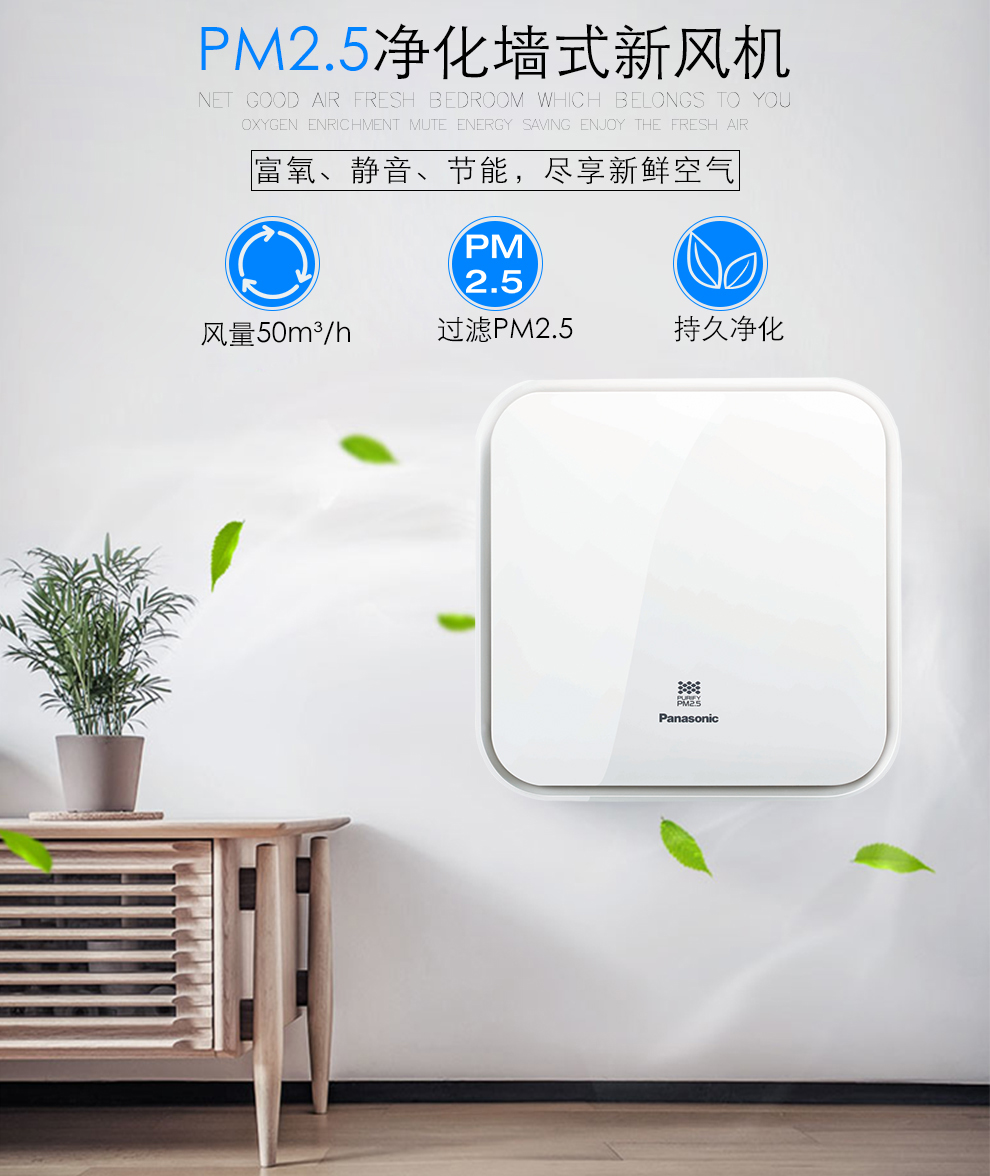 PM2.5净化墙式新风机
NET GOOD AIR FRESH BEDROOM WHICH BELONGS TO YOU
OXYGEN ENRICHMENT MUTE ENERGY SAVING ENJOY THE FRESH AIR
富氧、静音、节能，尽享新鲜空气
PM
2.5
风量50m³/h
过滤PM2.5
持久净化
PURIFY
PM2.5
Panasonic